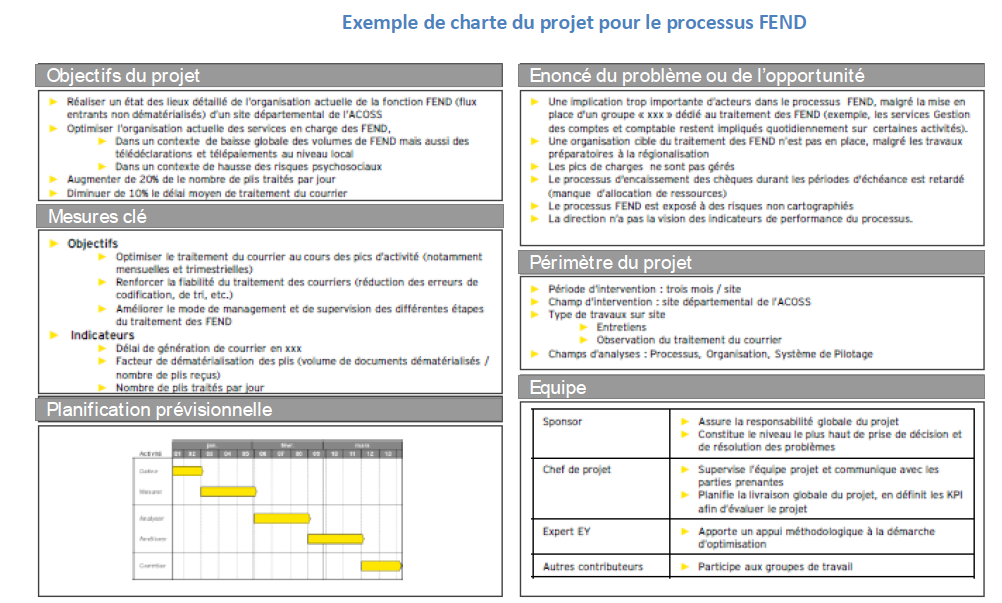 Exemple de charte du projet pour le processus FEND
Objectifs du projet
Réaliser un état des lieux détaillé de l'organisation actuelle de la fonction FEND (flux
entrants non dématérialisés) d'un site départemental de l'ACOSS
Optimiser l'organisation actuelle des services en charge des FEND,
Dans un contexte de baisse globale des volumes de FEND mais aussi des
télédéclarations et télépaiements au niveau local
Dans un contexte de hausse des risques psychosociaux
Augmenter de 20% de le nombre de plis traités par jour
Diminuer de 10% le délai moyen de traitement du courrier
Mesures clé
Objectifs
Optimiser le traitement du courrier au cours des pics d'activité (notamment
mensuelles et trimestrielles)
Renforcer la fiabilité du traitement des courriers (réduction des erreurs de
codification, de tri, etc.)
Améliorer le mode de management et de supervision des différentes étapes
du traitement des FEND
Indicateurs
Délai de génération de courrier en xxx
Facteur de dématérialisation des plis (volume de documents dématérialisés /
nombre de plis reçus)
Nombre de plis traités par jour
Planification prévisionnelle
Activité
01 02 03 04 05 06 07 08 09 10 11 12 13
Mesurer
Analyser
Améliorer
Contrôler
Enoncé du problème ou de l'opportunité
Une implication trop importante d'acteurs dans le processus FEND, malgré la mise en
place d'un groupe « xxx » dédié au traitement des FEND (exemple, les services Gestion
des comptes et comptable restent impliqués quotidiennement sur certaines activités).
Une organisation cible du traitement des FEND n'est pas en place, malgré les travaux
préparatoires à la régionalisation
Les pics de charges ne sont pas gérés
Le processus d'encaissement des chèques durant les périodes d'échéance est retardé
(manque d'allocation de ressources)
Le processus FEND est exposé à des risques non cartographiés
La direction n'a pas la vision des indicateurs de performance du processus.
Périmètre du projet
Période d'intervention : trois mois / site
Champ d'intervention : site départemental de l'ACOSS
Type de travaux sur site
Entretiens
Observation du traitement du courrier
Champs d'analyses : Processus, Organisation, Système de Pilotage
Equipe
Sponsor
Assure la responsabilité globale du projet
Constitue le niveau le plus haut de prise de décision et
de résolution des problèmes
Chef de projet
Supervise l'équipe projet et communique avec les
parties prenantes
Planifie la livraison globale du projet, en définit les KPI
afin d'évaluer le projet
Expert EY
Apporte un appui méthodologique à la démarche
d'optimisation
Autres contributeurs
Participe aux groupes de travail